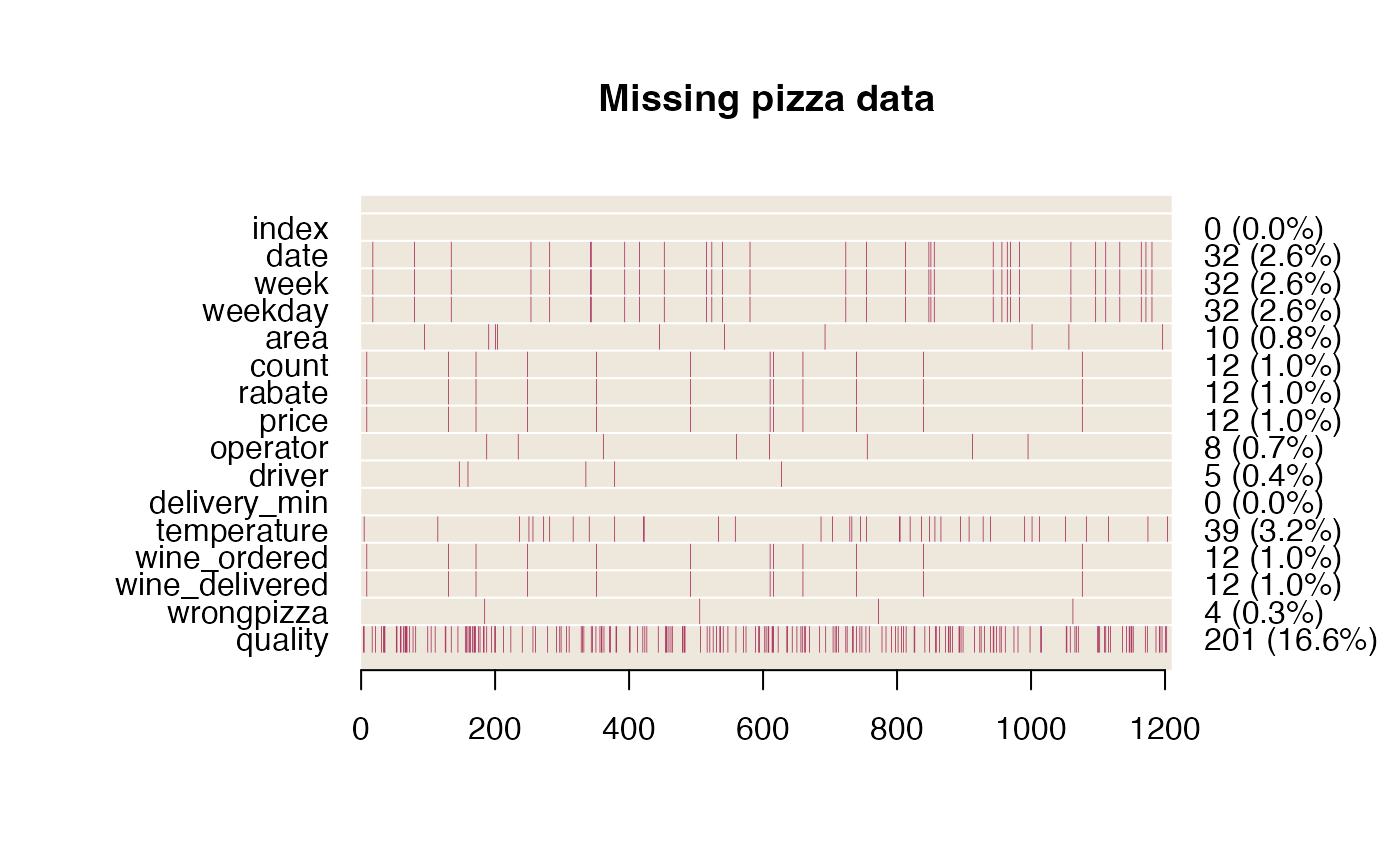 Missing pizza data
index 0 (0.0%)
date 32 (2.6%)
week 32 (2.6%)
weekday 32 (2.6%)
area 10 (0.8%)
count 12 (1.0%)
rabate 12 (1.0%)
price 12 (1.0%)
operator 8 (0.7%)
driver 5 (0.4%)
delivery_min 0 (0.0%)
temperature 39 (3.2%)
wine_ordered 12 (1.0%)
wine_delivered 12 (1.0%)
wrongpizza 4 (0.3%)
quality 201 (16.6%)
0 200 400 600 800 1000 1200